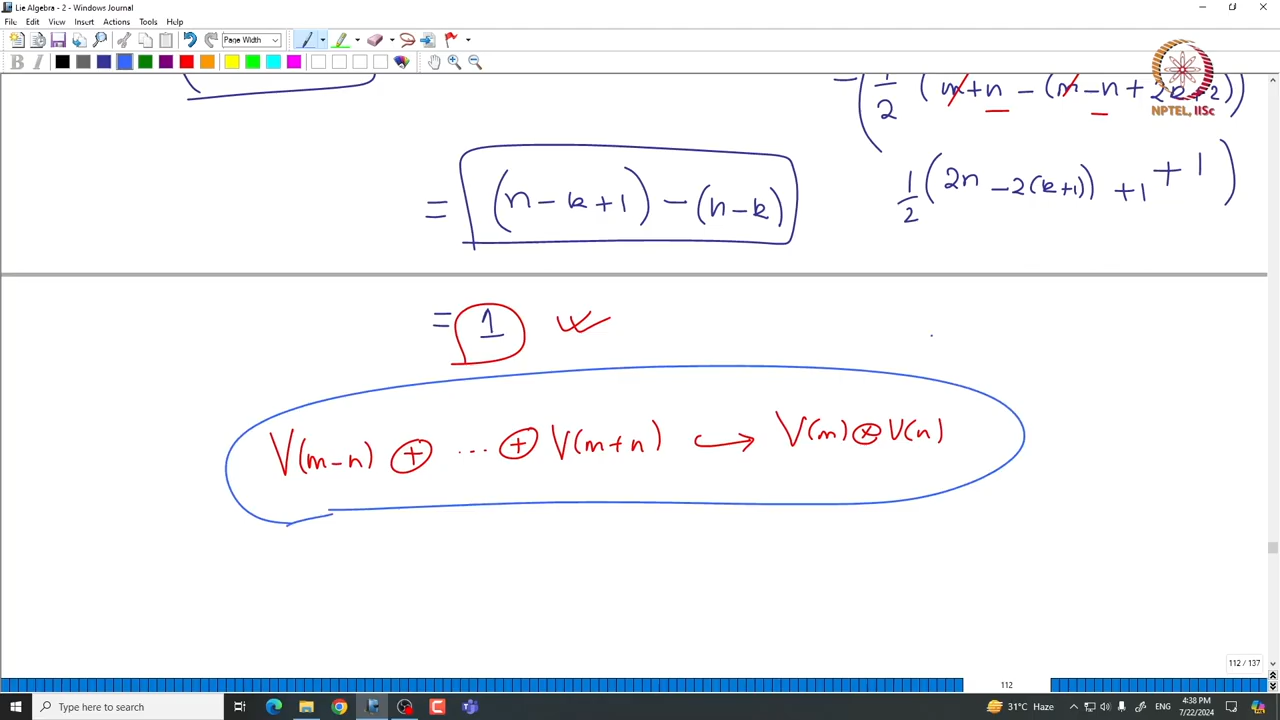 Lie Algebra - 2 - Windows Journal
File Edit View Insert Actions Tools Help
Page Width
B I
= (1/2 (m+n - (m-n + 2k+2))
NPTEL, IISc
1/2 (2n - 2(k+1)) + 1 + 1)
= (n-k+1) - (n-k)
= 1
V(m-n) ⊕ ... ⊕ V(m+n) ↪ V(m)⊗V(n)
112 / 137
112
Type here to search
31°C Haze
ENG
4:38 PM
7/22/2024